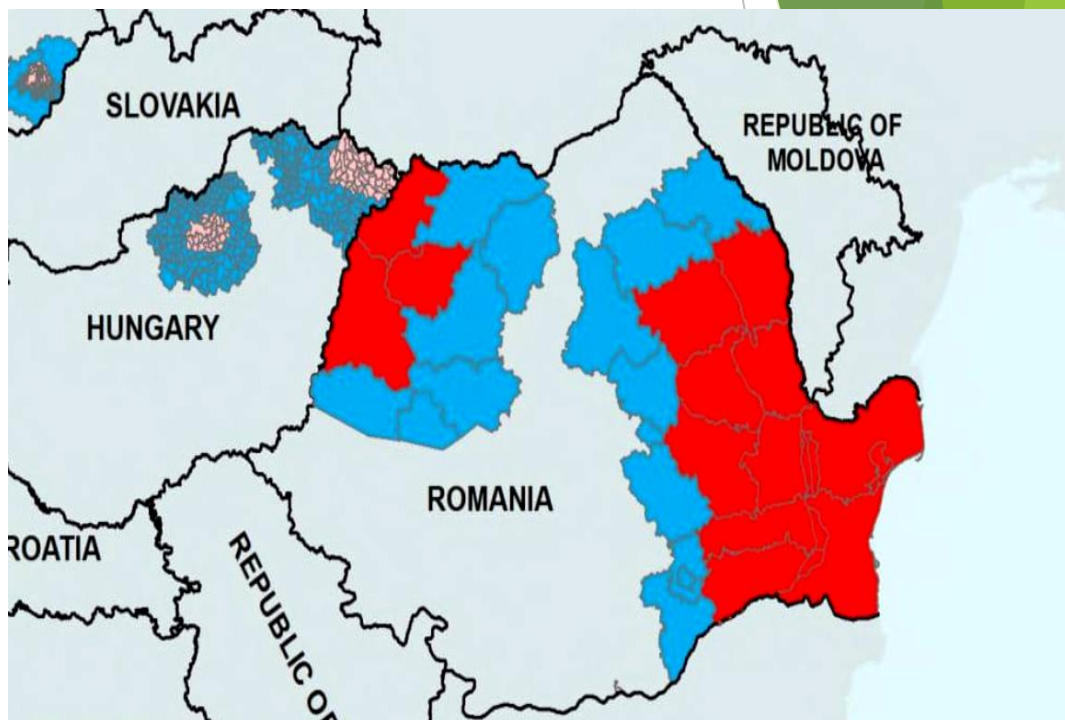 SLOVAKIA
REPUBLIC OF
MOLDOVA
HUNGARY
ROMANIA
ROATIA
REPUBLIC OF